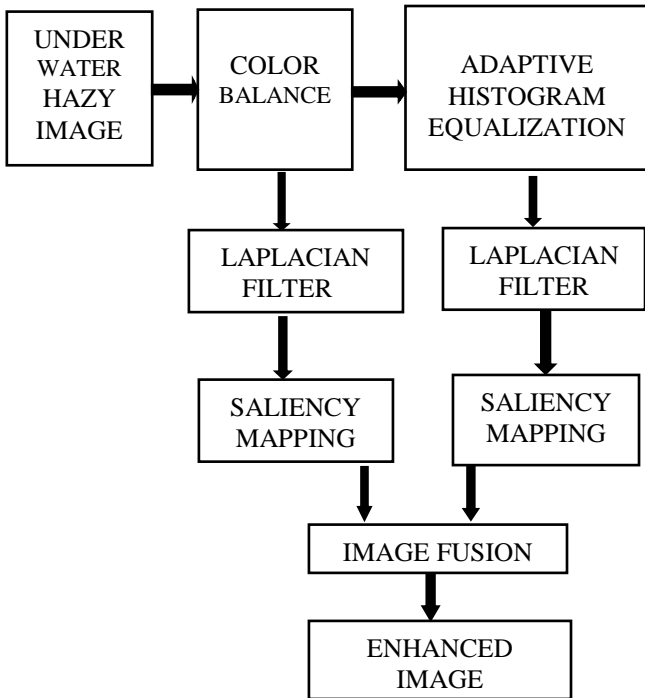 UNDER
WATER
HAZY
IMAGE
COLOR
BALANCE
ADAPTIVE
HISTOGRAM
EQUALIZATION
LAPLACIAN
FILTER
LAPLACIAN
FILTER
SALIENCY
MAPPING
SALIENCY
MAPPING
IMAGE FUSION
ENHANCED
IMAGE